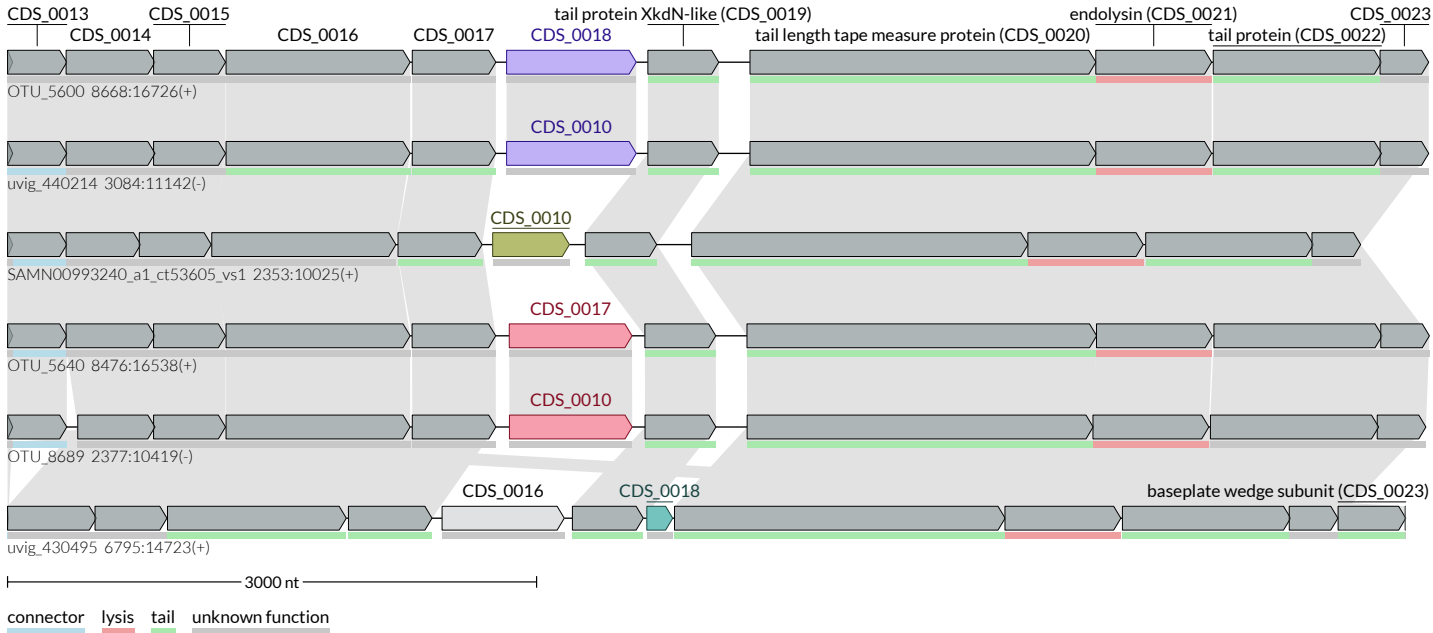 CDS_0013 CDS_0015 tail protein XkdN-like (CDS_0019) endolysin (CDS_0021) CDS_0023
CDS_0014 CDS_0016 CDS_0017 CDS_0018 tail length tape measure protein (CDS_0020) tail protein (CDS_0022)
OTU_5600 8668:16726(+)
CDS_0010
uvig_440214 3084:11142(-)
CDS_0010
SAMN00993240_a1_ct53605_vs1 2353:10025(+)
CDS_0017
OTU_5640 8476:16538(+)
CDS_0010
OTU_8689 2377:10419(-)
CDS_0016 CDS_0018 baseplate wedge subunit (CDS_0023)
uvig_430495 6795:14723(+)
3000 nt
connector lysis tail unknown function